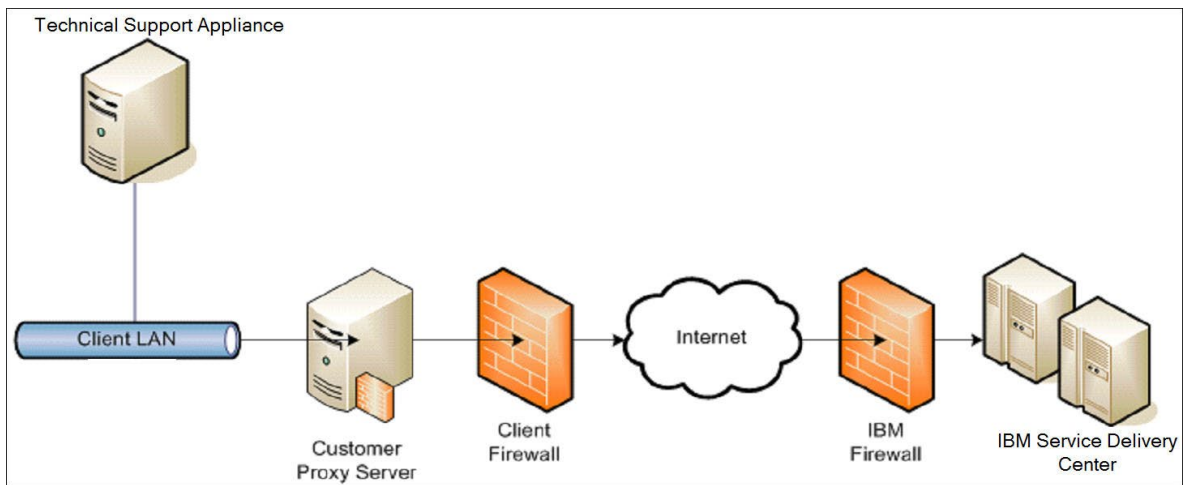 Technical Support Appliance
Client LAN
Customer
Proxy Server
Client
Firewall
Internet
IBM
Firewall
IBM Service Delivery
Center